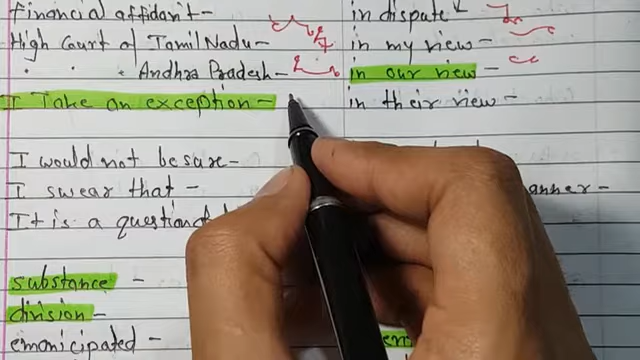 financial affidavit-
High Court of Tamil Nadu-
" " " Andhra Pradesh-
I Take an exception-
I would not be sure-
I swear that -
It is a question of
substance -
division -
emanicipated -
in dispute
in my view -
in our view -
in their view -
manner -